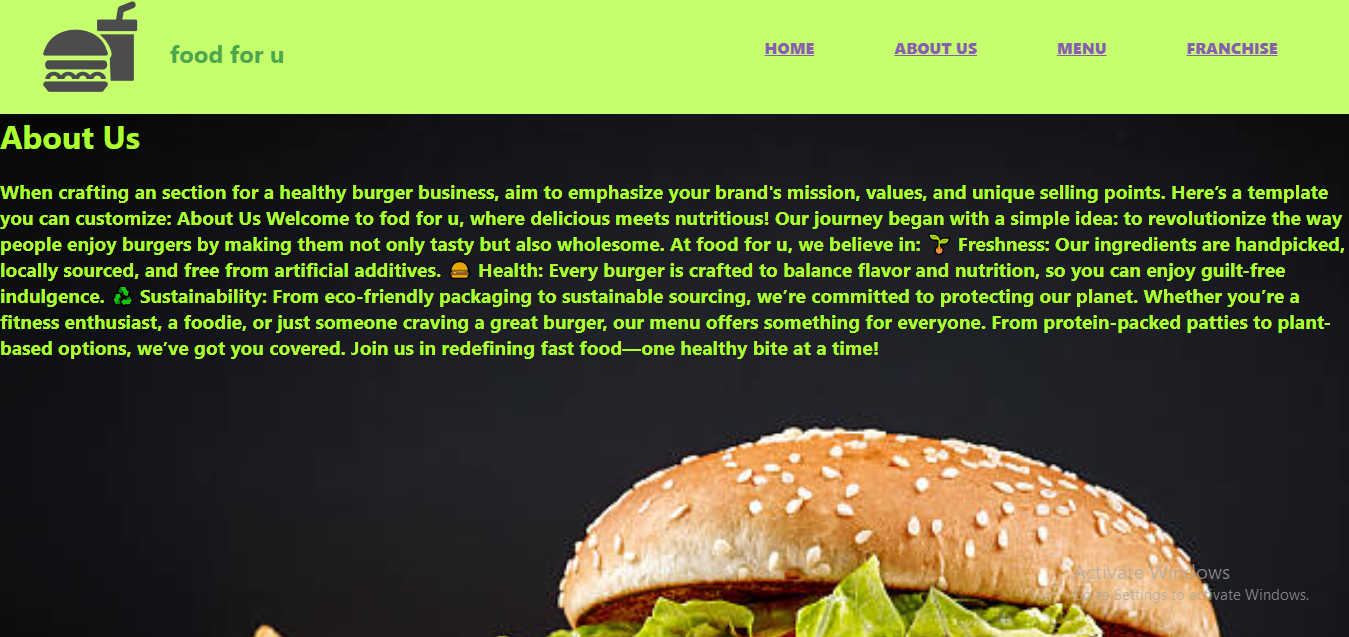 food for u
HOME
ABOUT US
MENU
FRANCHISE
About Us
When crafting an section for a healthy burger business, aim to emphasize your brand's mission, values, and unique selling points. Here’s a template
you can customize: About Us Welcome to fod for u, where delicious meets nutritious! Our journey began with a simple idea: to revolutionize the way
people enjoy burgers by making them not only tasty but also wholesome. At food for u, we believe in: 🌱 Freshness: Our ingredients are handpicked,
locally sourced, and free from artificial additives. 🍔 Health: Every burger is crafted to balance flavor and nutrition, so you can enjoy guilt-free
indulgence. ♻️ Sustainability: From eco-friendly packaging to sustainable sourcing, we’re committed to protecting our planet. Whether you’re a
fitness enthusiast, a foodie, or just someone craving a great burger, our menu offers something for everyone. From protein-packed patties to plant-
based options, we’ve got you covered. Join us in redefining fast food—one healthy bite at a time!
Activate Windows
Go to Settings to activate Windows.